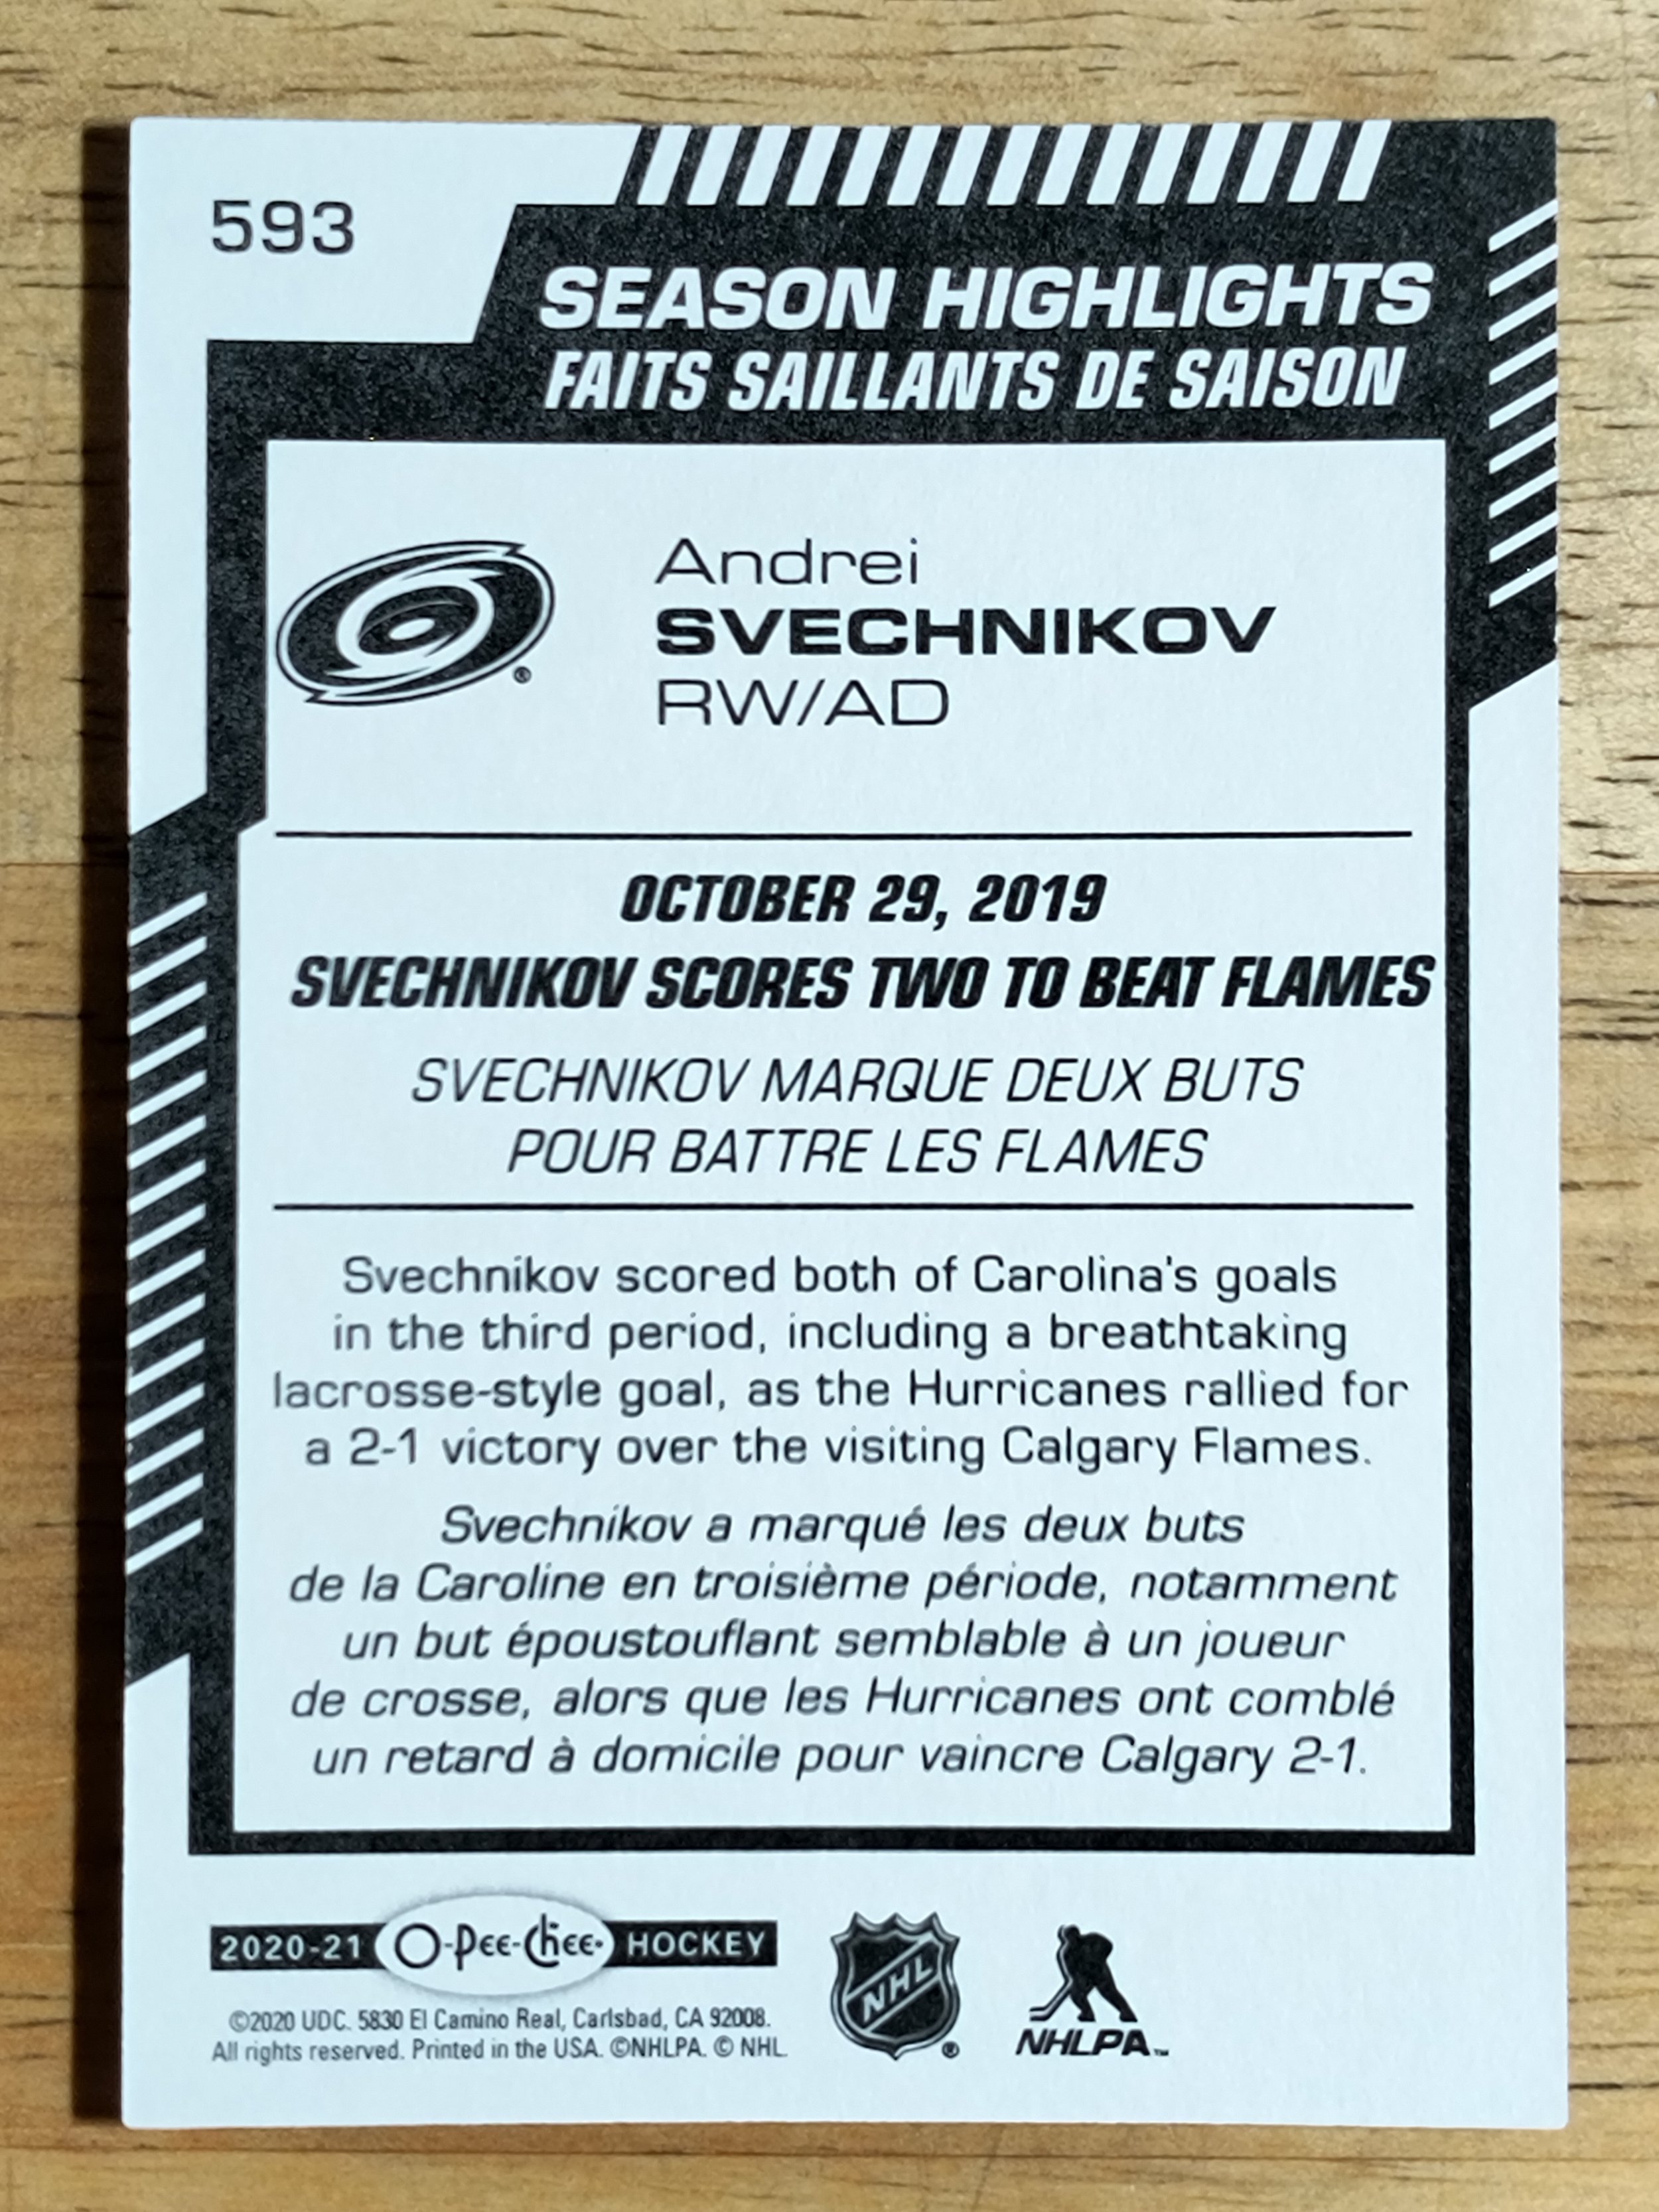 593
SEASON HIGHLIGHTS
FAITS SAILLANTS DE SAISON
Andrei
SVECHNIKOV
RW/AD
®
OCTOBER 29, 2019
SVECHNIKOV SCORES TWO TO BEAT FLAMES
SVECHNIKOV MARQUE DEUX BUTS
POUR BATTRE LES FLAMES
Svechnikov scored both of Carolina's goals
in the third period, including a breathtaking
lacrosse-style goal, as the Hurricanes rallied for
a 2-1 victory over the visiting Calgary Flames.
Svechnikov a marqué les deux buts
de la Caroline en troisième période, notamment
un but époustouflant semblable à un joueur
de crosse, alors que les Hurricanes ont comblé
un retard à domicile pour vaincre Calgary 2-1.
2020-21 O-Pee-Chee HOCKEY
©2020 UDC. 5830 El Camino Real, Carlsbad, CA 92008.
All rights reserved. Printed in the USA. ©NHLPA. © NHL.
NHL®
NHLPA™